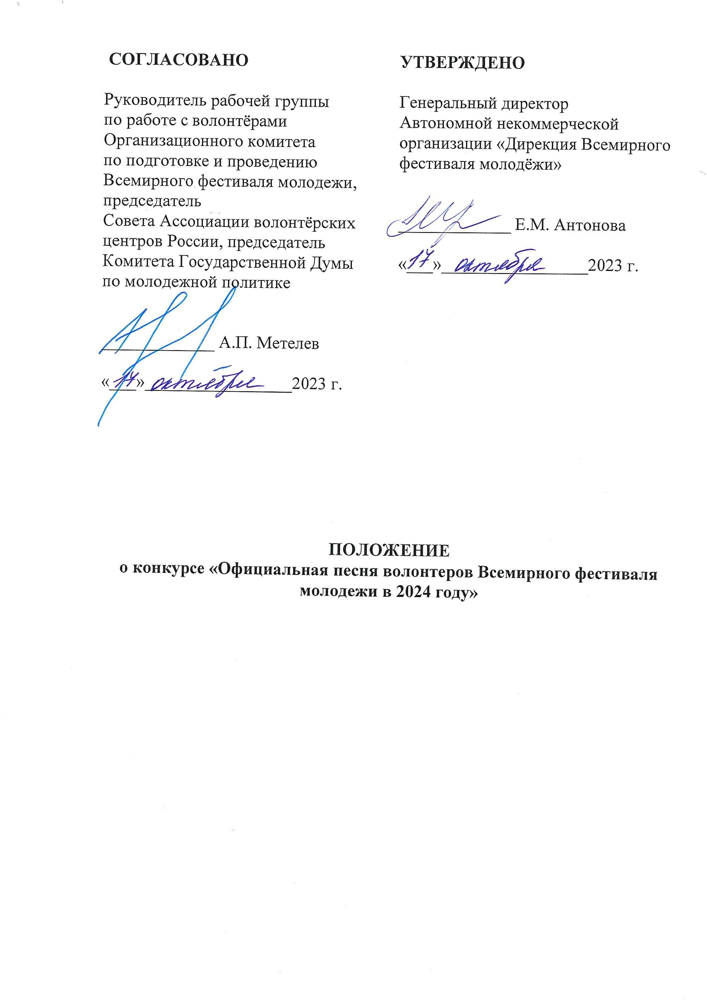 СОГЛАСОВАНО
Руководитель рабочей группы
по работе с волонтёрами
Организационного комитета
по подготовке и проведению
Всемирного фестиваля молодежи,
председатель
Совета Ассоциации волонтёрских
центров России, председатель
Комитета Государственной Думы
по молодежной политике
А.П. Метелев
«17» октября 2023 г.
УТВЕРЖДЕНО
Генеральный директор
Автономной некоммерческой
организации «Дирекция Всемирного
фестиваля молодёжи»
Е.М. Антонова
«17» октября 2023 г.
ПОЛОЖЕНИЕ
о конкурсе «Официальная песня волонтеров Всемирного фестиваля
молодежи в 2024 году»